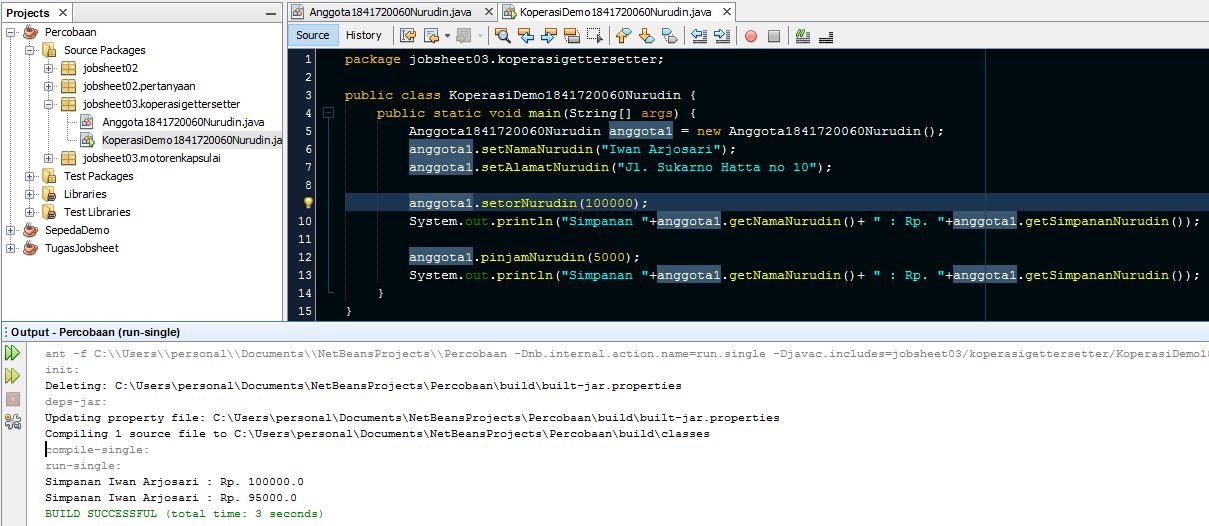 Projects
Percobaan
Source Packages
jobsheet02
jobsheet02.pertanyaan
jobsheet03.koperasigettersetter
Anggota1841720060Nurudin.java
KoperasiDemo1841720060Nurudin.ja
jobsheet03.motorenkapsulai
Test Packages
Libraries
Test Libraries
SepedaDemo
TugasJobsheet
Anggota1841720060Nurudin.java
KoperasiDemo1841720060Nurudin.java
Source History
1 package jobsheet03.koperasigettersetter;
2
3 public class KoperasiDemo1841720060Nurudin {
4 public static void main(String[] args) {
5 Anggota1841720060Nurudin anggota1 = new Anggota1841720060Nurudin();
6 anggota1.setNamaNurudin("Iwan Arjosari");
7 anggota1.setAlamatNurudin("Jl. Sukarno Hatta no 10");
8
anggota1.setorNurudin(100000);
10 System.out.println("Simpanan "+anggota1.getNamaNurudin()+ " : Rp. "+anggota1.getSimpananNurudin());
11
12 anggota1.pinjamNurudin(5000);
13 System.out.println("Simpanan "+anggota1.getNamaNurudin()+ " : Rp. "+anggota1.getSimpananNurudin());
14 }
15 }
Output - Percobaan (run-single)
ant -f C:\\Users\\personal\\Documents\\NetBeansProjects\\Percobaan -Dnb.internal.action.name=run.single -Djavac.includes=jobsheet03/koperasigettersetter/KoperasiDemo18
init:
Deleting: C:\Users\personal\Documents\NetBeansProjects\Percobaan\build\built-jar.properties
deps-jar:
Updating property file: C:\Users\personal\Documents\NetBeansProjects\Percobaan\build\built-jar.properties
Compiling 1 source file to C:\Users\personal\Documents\NetBeansProjects\Percobaan\build\classes
compile-single:
run-single:
Simpanan Iwan Arjosari : Rp. 100000.0
Simpanan Iwan Arjosari : Rp. 95000.0
BUILD SUCCESSFUL (total time: 3 seconds)